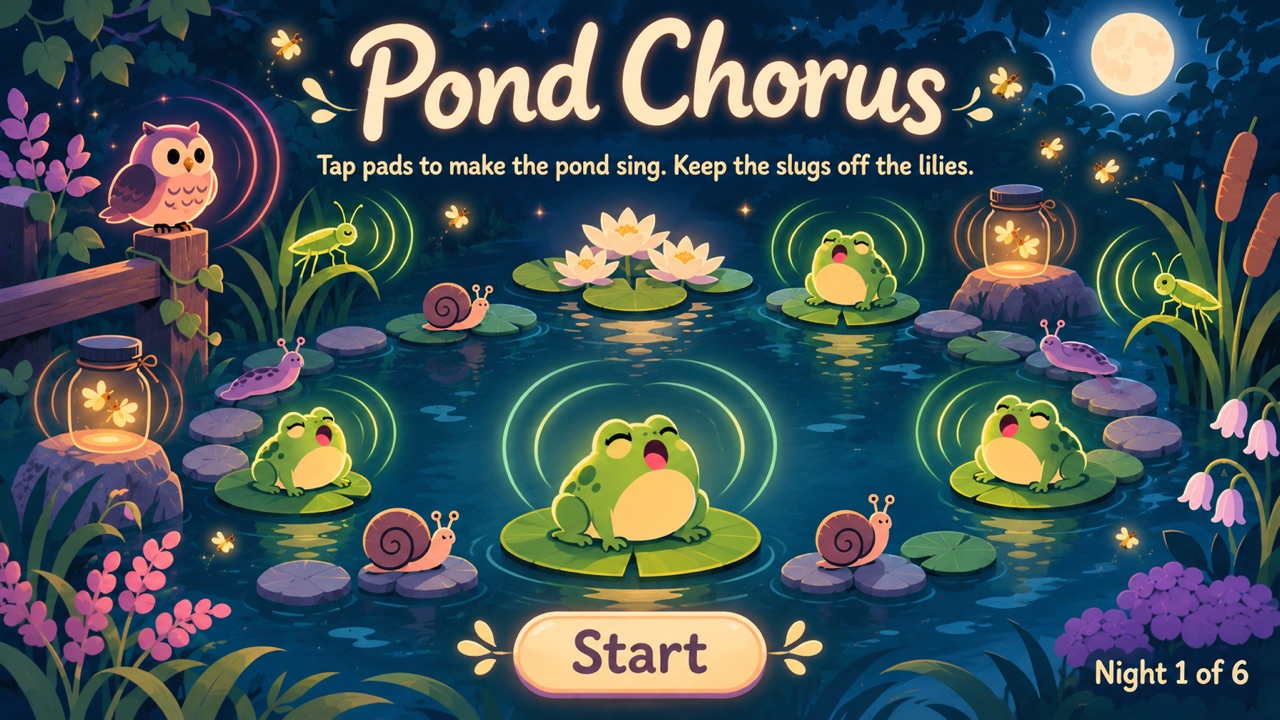 Pond Chorus
Tap pads to make the pond sing. Keep the slugs off the lilies.
Start
Night 1 of 6